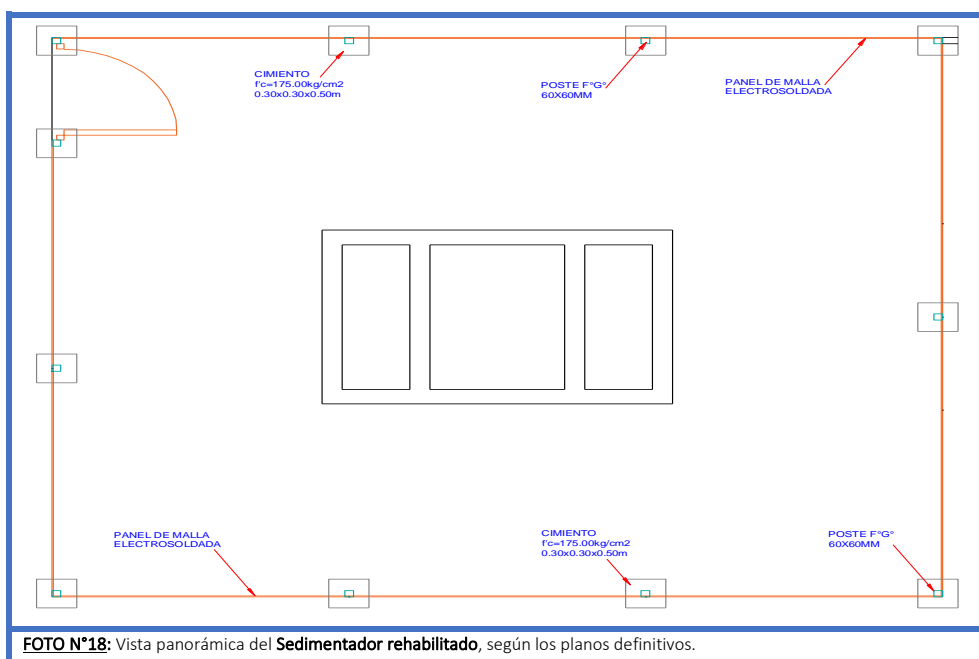 CIMIENTO
f'c=175.00kg/cm2
0.30x0.30x0.50m
POSTE F°G°
60X60MM
PANEL DE MALLA
ELECTROSOLDADA
PANEL DE MALLA
ELECTROSOLDADA
CIMIENTO
f'c=175.00kg/cm2
0.30x0.30x0.50m
POSTE F°G°
60X60MM
FOTO N°18: Vista panorámica del Sedimentador rehabilitado, según los planos definitivos.